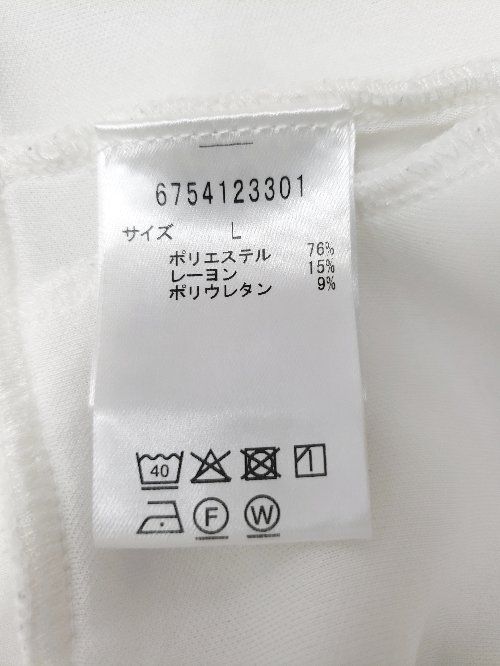 6754123301
サイズ L
ポリエステル 76%
レーヨン 15%
ポリウレタン 9%
40
F W